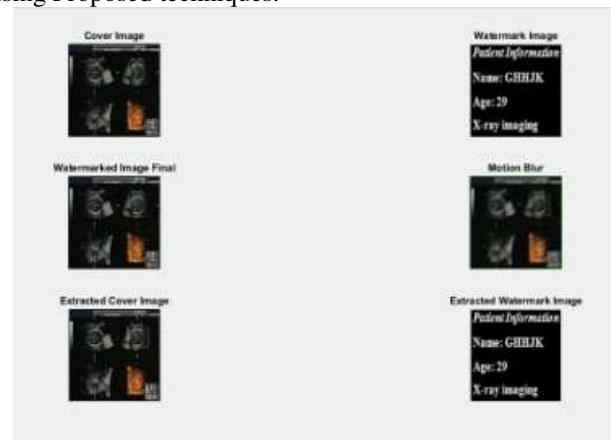 using Proposed techniques.
Cover Image
Watermark Image
Patient Information
Name: GHHJK
Age: 29
X-ray imaging
Watermarked Image Final
Motion Blur
Extracted Cover Image
Extracted Watermark Image
Patient Information
Name: GHHJK
Age: 29
X-ray imaging